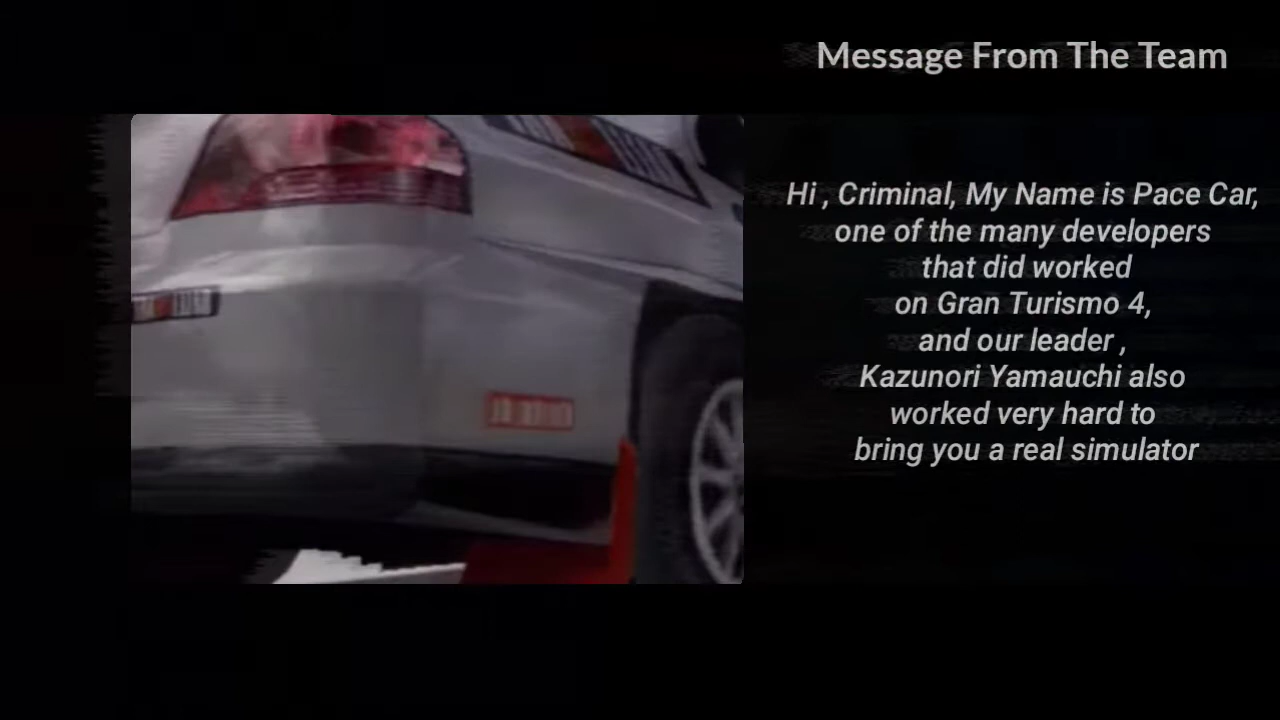 Message From The Team
Hi , Criminal, My Name is Pace Car,
one of the many developers
that did worked
on Gran Turismo 4,
and our leader ,
Kazunori Yamauchi also
worked very hard to
bring you a real simulator